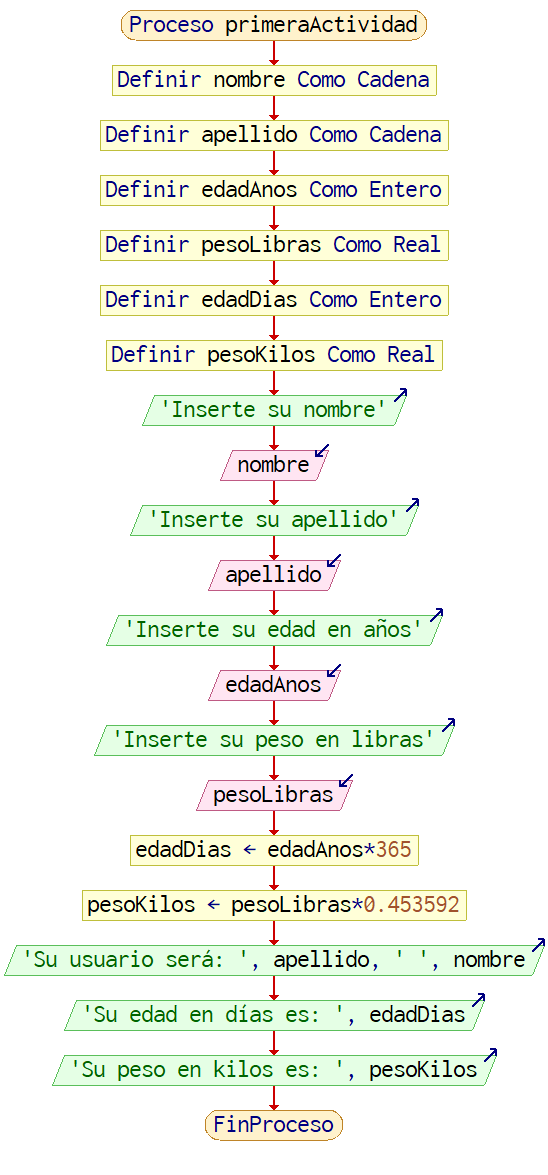 Proceso primeraActividad
Definir nombre Como Cadena
Definir apellido Como Cadena
Definir edadAnos Como Entero
Definir pesoLibras Como Real
Definir edadDias Como Entero
Definir pesoKilos Como Real
'Inserte su nombre'
nombre
'Inserte su apellido'
apellido
'Inserte su edad en años'
edadAnos
'Inserte su peso en libras'
pesoLibras
edadDias ← edadAnos*365
pesoKilos ← pesoLibras*0.453592
'Su usuario será: ', apellido, ' ', nombre
'Su edad en días es: ', edadDias
'Su peso en kilos es: ', pesoKilos
FinProceso